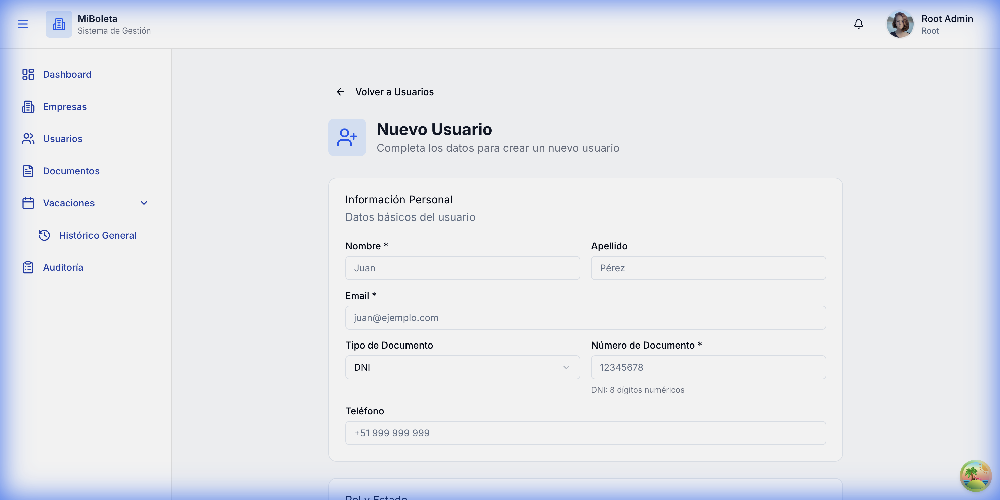 MiBoleta
Sistema de Gestión
Root Admin
Root
Dashboard
Empresas
Usuarios
Documentos
Vacaciones
Histórico General
Auditoría
Volver a Usuarios
Nuevo Usuario
Completa los datos para crear un nuevo usuario
Información Personal
Datos básicos del usuario
Nombre *
Juan
Apellido
Pérez
Email *
juan@ejemplo.com
Tipo de Documento
DNI
Número de Documento *
12345678
DNI: 8 dígitos numéricos
Teléfono
+51 999 999 999
Rol y Estado